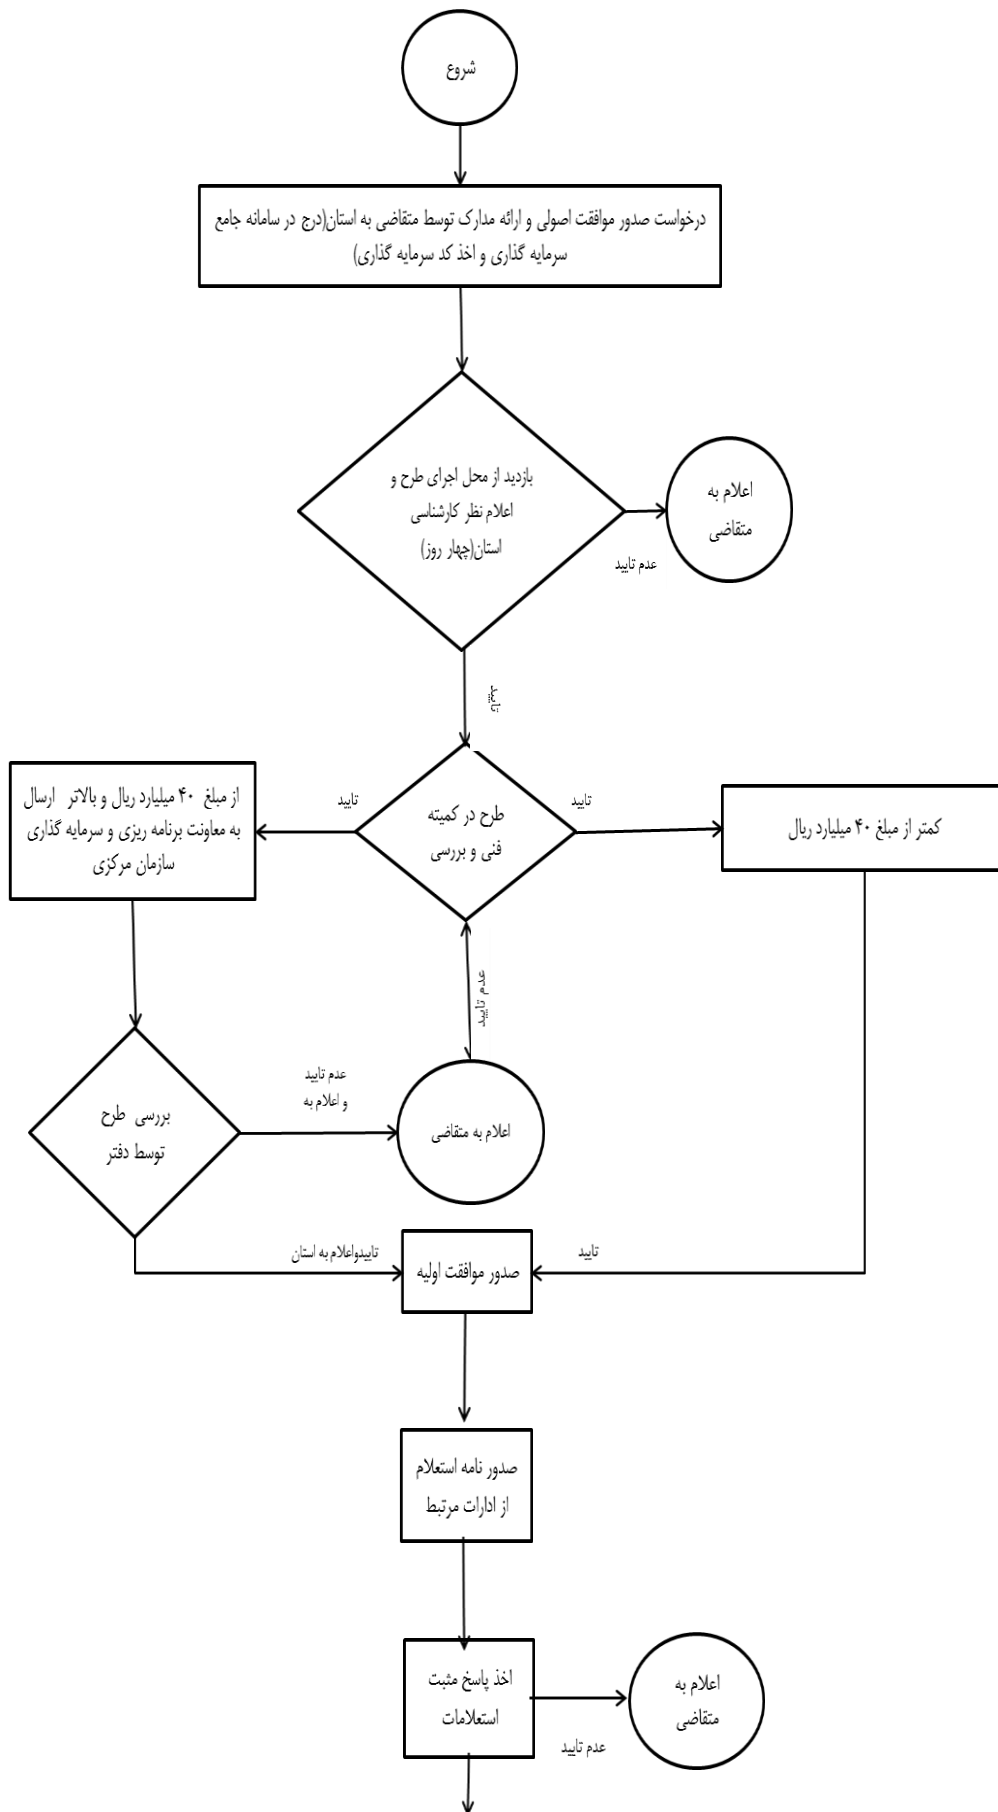 شروع
درخواست صدور موافقت اصولی و ارائه مدارک توسط متقاضی به استان(درج در سامانه جامع
سرمایه گذاری و اخذ کد سرمایه گذاری)
بازدید از محل اجرای طرح و
اعلام نظر کارشناسی
استان(چهار روز)
اعلام به
متقاضی
عدم تایید
تایید
طرح در کمیته
فنی و بررسی
تایید
کمتر از مبلغ ۴۰ میلیارد ریال
تایید
از مبلغ ۴۰ میلیارد ریال و بالاتر ارسال
به معاونت برنامه ریزی و سرمایه گذاری
سازمان مرکزی
عدم تایید
بررسی طرح
توسط دفتر
عدم تایید
و اعلام به
اعلام به متقاضی
تاییدواعلام به استان
صدور موافقت اولیه
تایید
صدور نامه استعلام
از ادارات مرتبط
اخذ پاسخ مثبت
استعلامات
عدم تایید
اعلام به
متقاضی